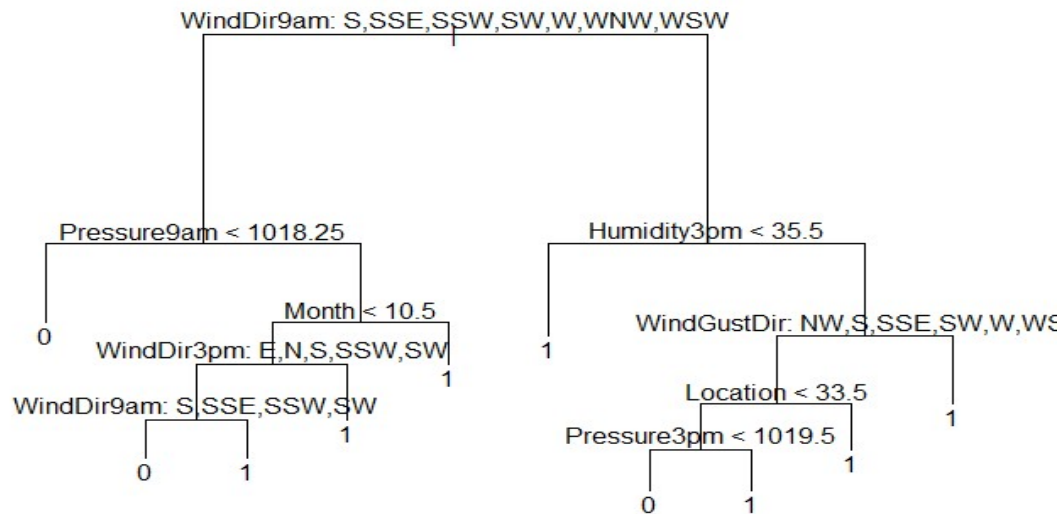 WindDir9am: S,SSE,SSW,SW,W,WNW,WSW
Pressure9am < 1018.25
Humidity3pm < 35.5
0
Month < 10.5
1
WindGustDir: NW,S,SSE,SW,W,WS
WindDir3pm: E,N,S,SSW,SW
1
WindDir9am: S,SSE,SSW,SW
1
Location < 33.5
1
Pressure3pm < 1019.5
0
1
1
0
1